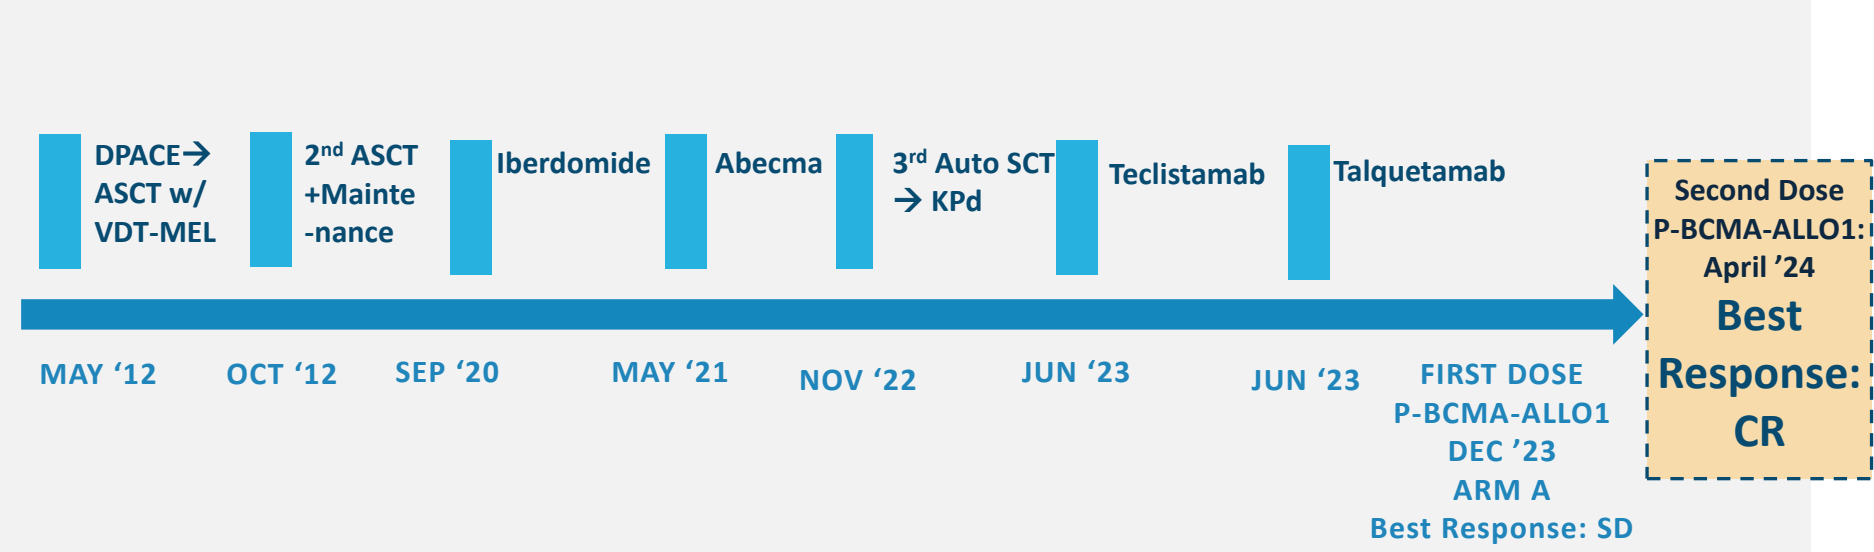 DPACE→
ASCT w/
VDT-MEL
2nd ASCT
+Mainte
-nance
Iberdomide
Abecma
3rd Auto SCT
→ KPd
Teclistamab
Talquetamab
MAY ‘12
OCT ‘12
SEP ‘20
MAY ‘21
NOV ‘22
JUN ‘23
JUN ‘23
FIRST DOSE
P-BCMA-ALLO1
DEC ’23
ARM A
Best Response: SD
Second Dose
P-BCMA-ALLO1:
April ’24
Best
Response:
CR